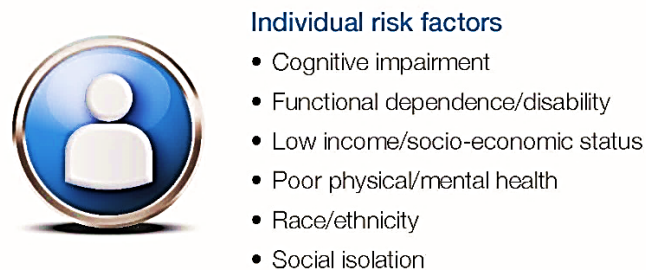 Individual risk factors
• Cognitive impairment
• Functional dependence/disability
• Low income/socio-economic status
• Poor physical/mental health
• Race/ethnicity
• Social isolation